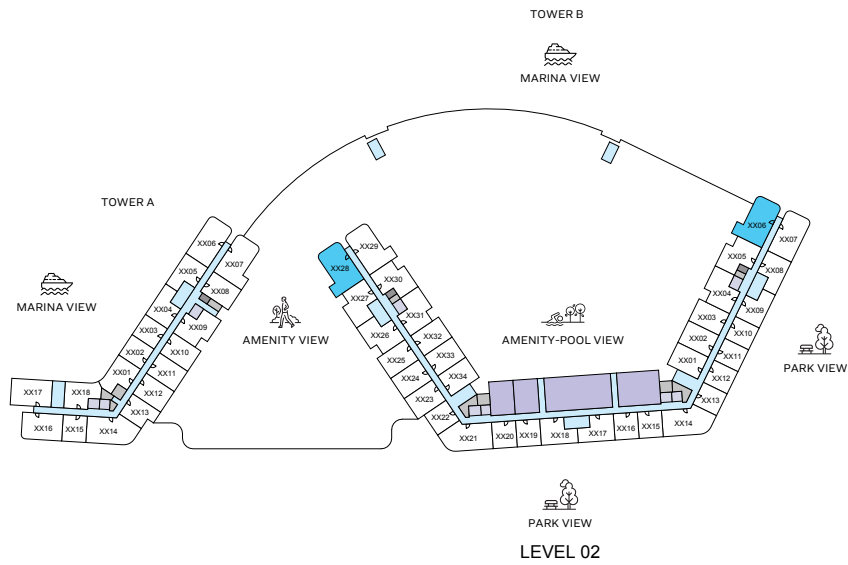 TOWER B
MARINA VIEW
TOWER A
MARINA VIEW
XX06
XX07
XX05
XX08
XX04
XX09
XX03
XX10
XX02
XX11
XX01
XX12
XX13
XX17
XX18
XX16
XX15
XX14
AMENITY VIEW
XX29
XX28
XX30
XX27
XX31
XX26
XX32
XX25
XX33
XX24
XX34
XX23
XX22
XX21
XX20
XX19
XX18
XX17
XX16
XX15
XX14
AMENITY-POOL VIEW
XX06
XX07
XX05
XX08
XX04
XX09
XX03
XX10
XX02
XX11
XX01
XX12
XX13
PARK VIEW
PARK VIEW
LEVEL 02